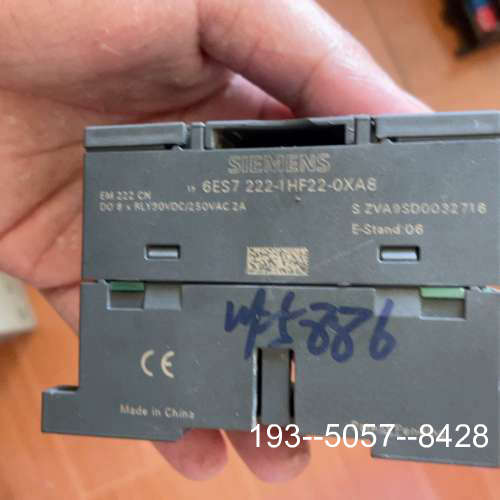 SIEMENS
6ES7 222-1HF22-0XA8
EM 222 CN
DO 8 x RLY30VDC/250VAC 2A
S ZVA9SD0032716
E-Stand:06
886
CE
Made in China
193--5057--8428